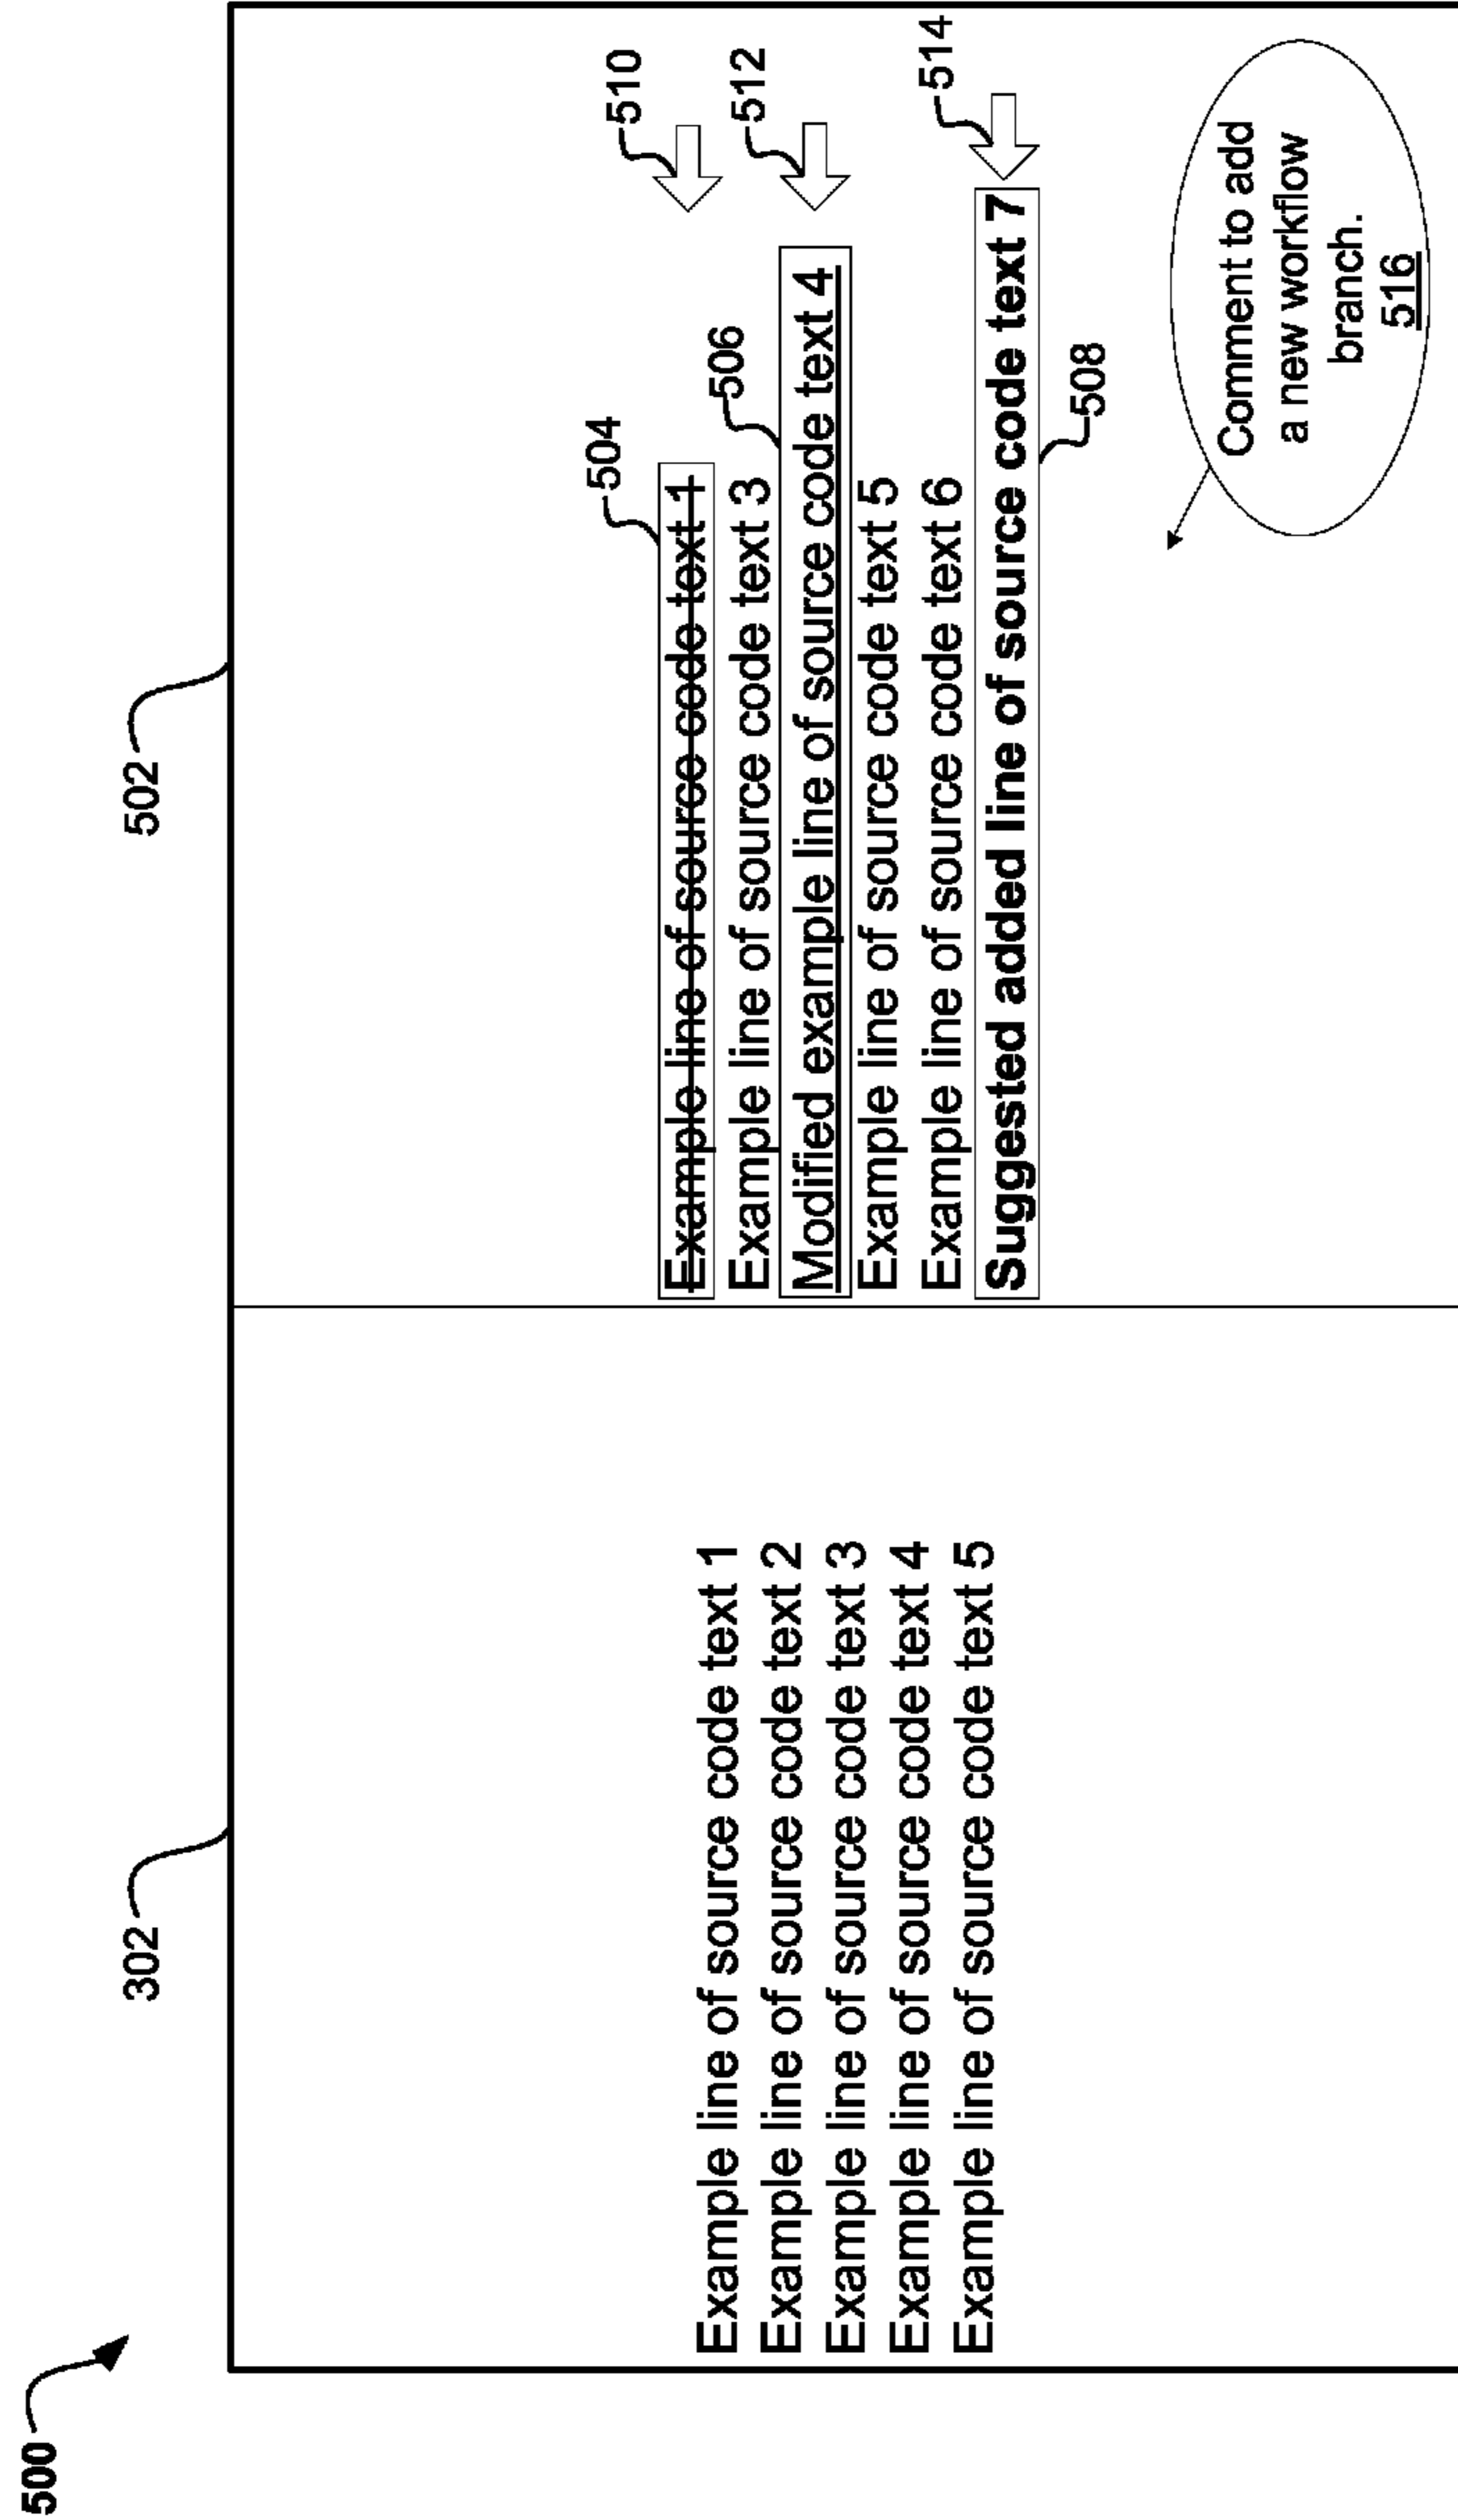 500
302
502
Example line of source code text 1
Example line of source code text 2
Example line of source code text 3
Example line of source code text 4
Example line of source code text 5
504
510
Example line of source code text 1
Example line of source code text 3
506
512
Modified example line of source code text 4
Example line of source code text 5
Example line of source code text 6
514
Suggested added line of source code text 7
508
Comment to add
a new workflow
branch.
516